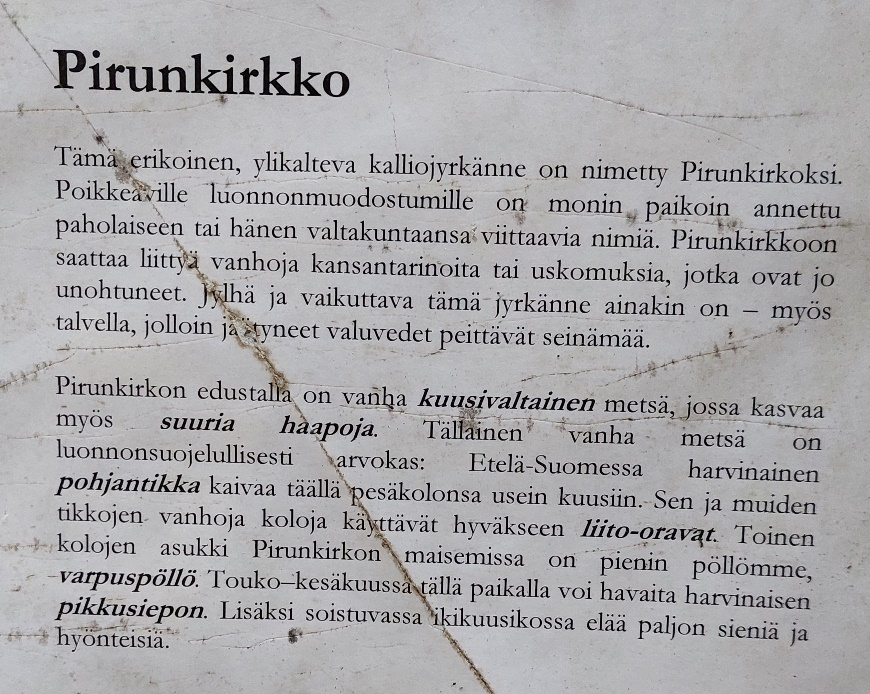 Pirunkirkko
Tämä erikoinen, ylikalteva kalliojyrkänne on nimetty Pirunkirkoksi.
Poikkeaville luonnonmuodostumille on monin paikoin annettu
paholaiseen tai hänen valtakuntaansa viittaavia nimiä. Pirunkirkkoon
saattaa liittyä vanhoja kansantarinoita tai uskomuksia, jotka ovat jo
unohtuneet. Jylhä ja vaikuttava tämä jyrkänne ainakin on – myös
talvella, jolloin jäätyneet valuvedet peittävät seinämää.
Pirunkirkon edustalla on vanha kuusivaltainen metsä, jossa kasvaa
myös suuria haapoja. Tällainen vanha metsä on
luonnonsuojelullisesti arvokas: Etelä-Suomessa harvinainen
pohjantikka kaivaa täällä pesäkolonsa usein kuusiin. Sen ja muiden
tikkojen vanhoja koloja käyttävät hyväkseen liito-oravat. Toinen
kolojen asukki Pirunkirkon maisemissa on pienin pöllömme,
varpuspöllö. Touko–kesäkuussa tällä paikalla voi havaita harvinaisen
pikkusiepon. Lisäksi soistuvassa ikikuusikossa elää paljon sieniä ja
hyönteisiä.